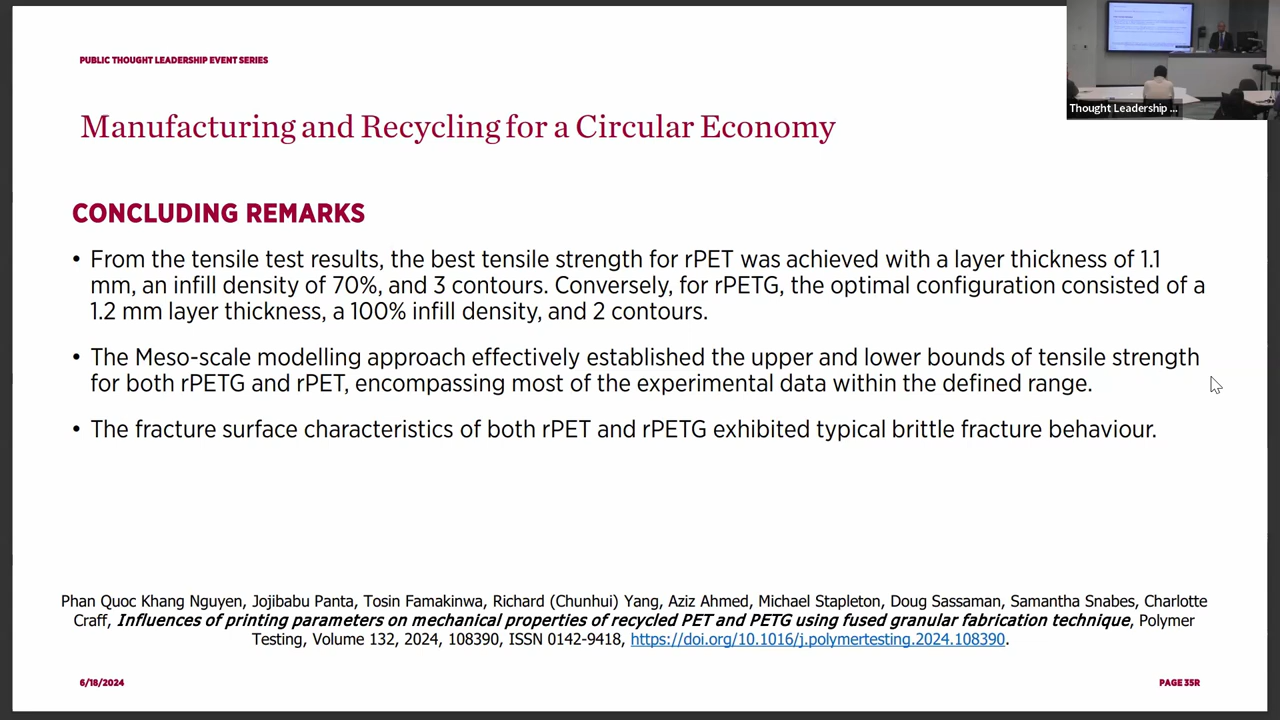 PUBLIC THOUGHT LEADERSHIP EVENT SERIES
Thought Leadership ...
Manufacturing and Recycling for a Circular Economy
CONCLUDING REMARKS
• From the tensile test results, the best tensile strength for rPET was achieved with a layer thickness of 1.1
mm, an infill density of 70%, and 3 contours. Conversely, for rPETG, the optimal configuration consisted of a
1.2 mm layer thickness, a 100% infill density, and 2 contours.
• The Meso-scale modelling approach effectively established the upper and lower bounds of tensile strength
for both rPETG and rPET, encompassing most of the experimental data within the defined range.
• The fracture surface characteristics of both rPET and rPETG exhibited typical brittle fracture behaviour.
Phan Quoc Khang Nguyen, Jojibabu Panta, Tosin Famakinwa, Richard (Chunhui) Yang, Aziz Ahmed, Michael Stapleton, Doug Sassaman, Samantha Snabes, Charlotte
Craff, Influences of printing parameters on mechanical properties of recycled PET and PETG using fused granular fabrication technique, Polymer
Testing, Volume 132, 2024, 108390, ISSN 0142-9418, https://doi.org/10.1016/j.polymertesting.2024.108390.
6/18/2024
PAGE 35R